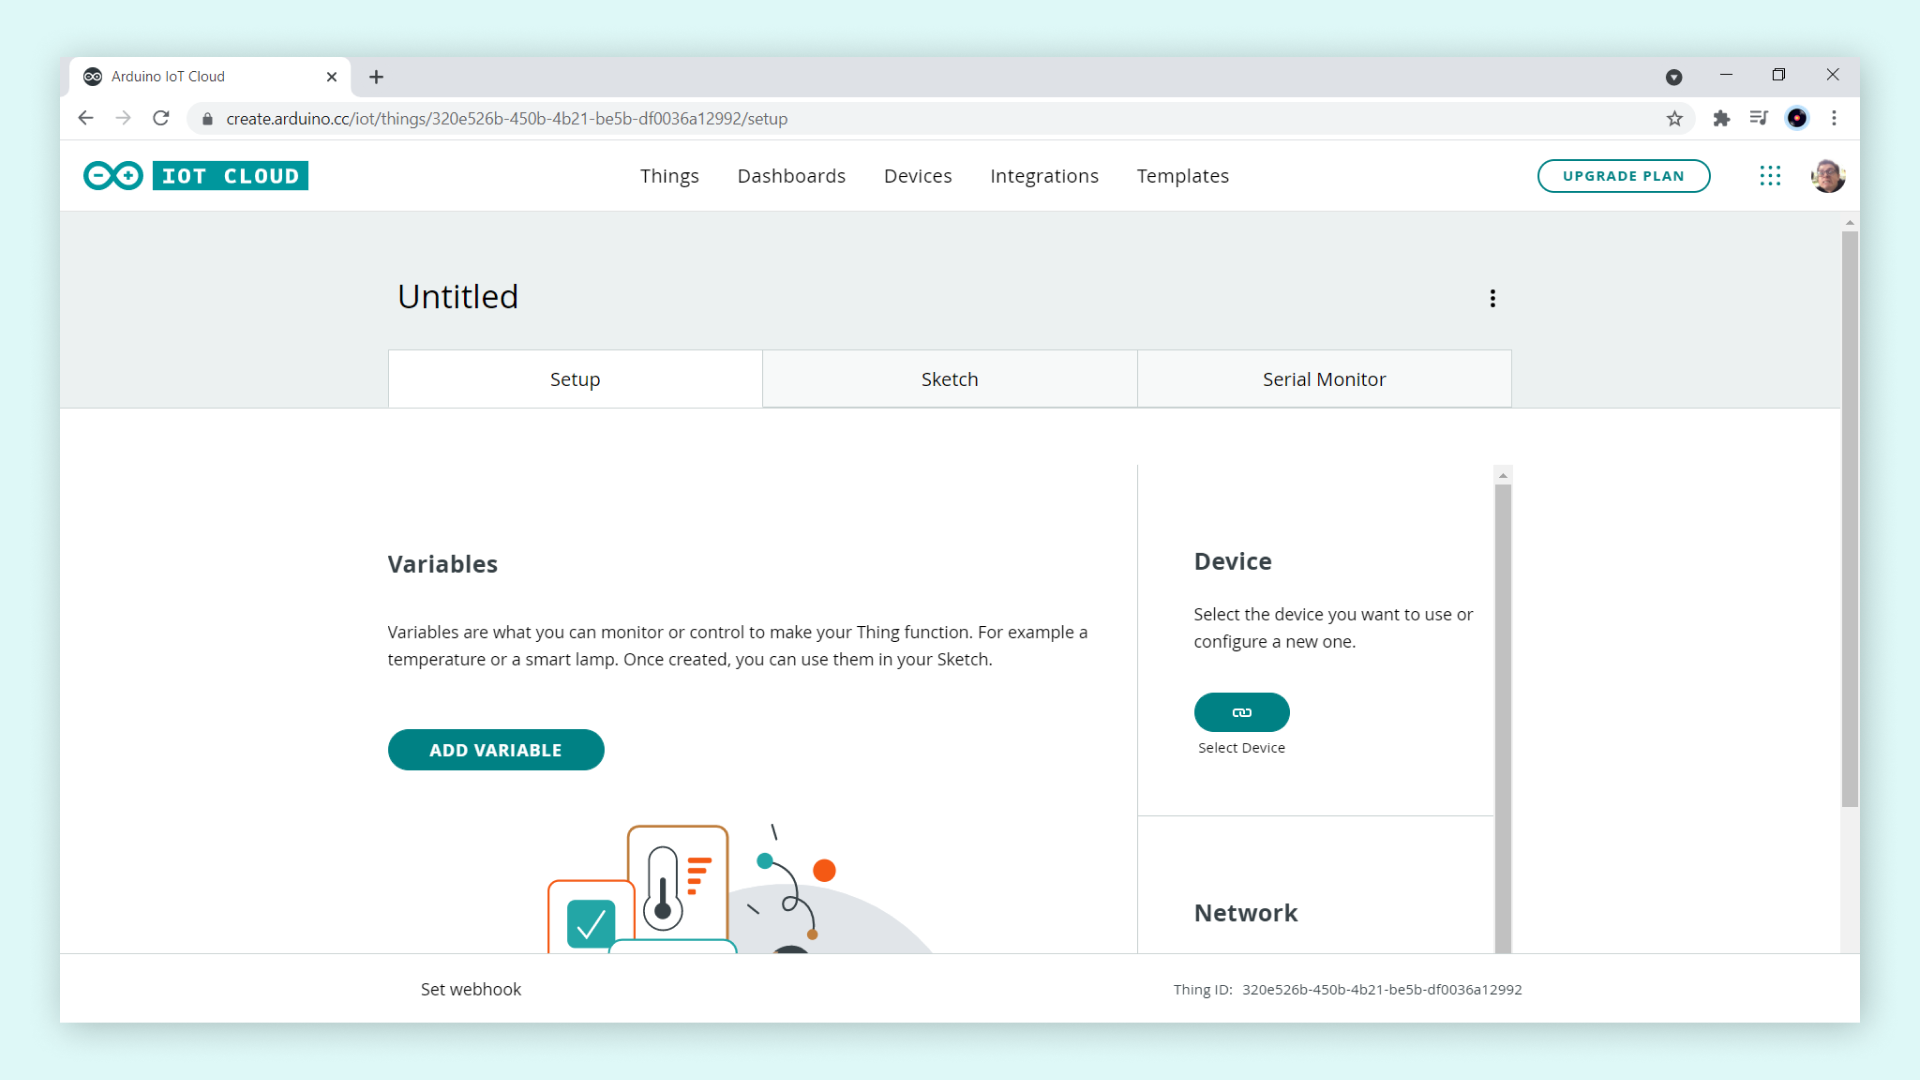 Arduino IoT Cloud
create.arduino.cc/iot/things/320e526b-450b-4b21-be5b-df0036a12992/setup
IOT CLOUD
Things
Dashboards
Devices
Integrations
Templates
UPGRADE PLAN
Untitled
Setup
Sketch
Serial Monitor
Variables
Variables are what you can monitor or control to make your Thing function. For example a
temperature or a smart lamp. Once created, you can use them in your Sketch.
ADD VARIABLE
Device
Select the device you want to use or
configure a new one.
Select Device
Network
Set webhook
Thing ID: 320e526b-450b-4b21-be5b-df0036a12992